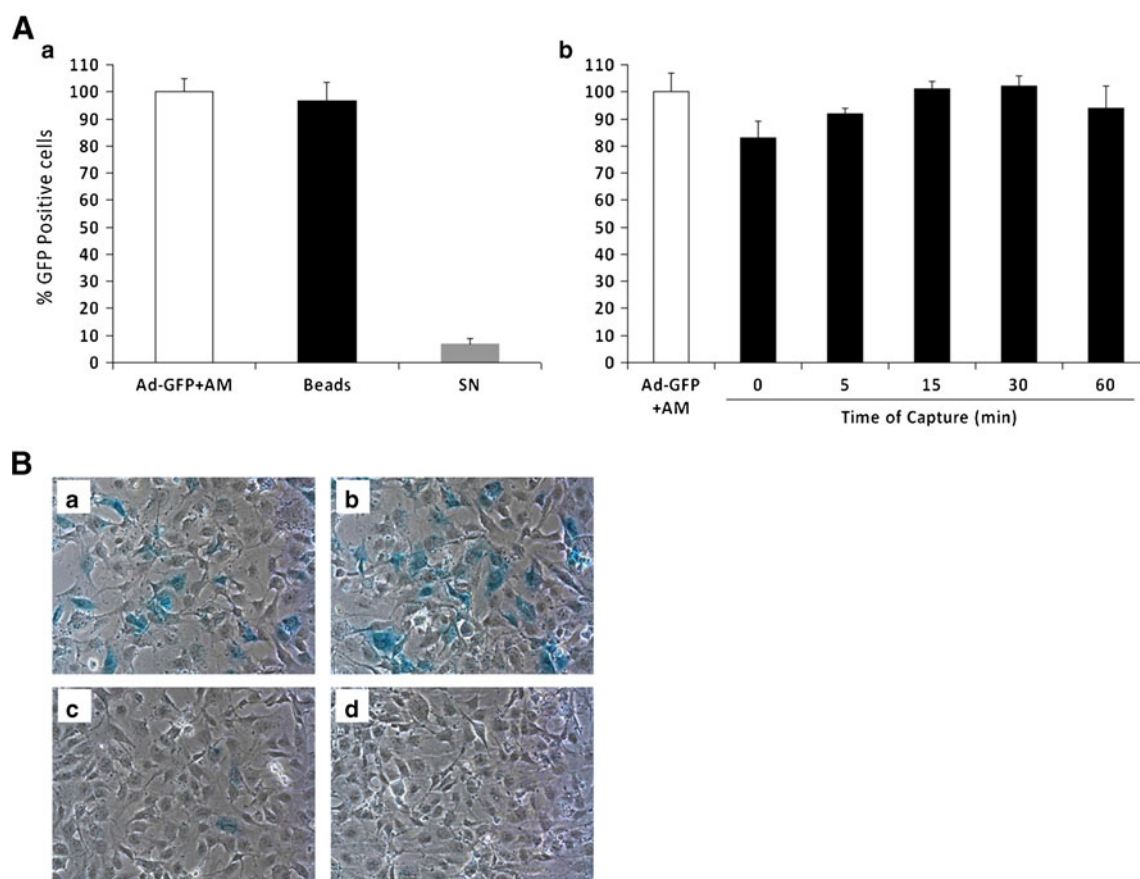 A
a
110
100
90
80
70
60
50
40
30
20
10
0
% GFP Positive cells
Ad-GFP+AM Beads SN
b
110
100
90
80
70
60
50
40
30
20
10
0
Ad-GFP 0 5 15 30 60
+AM
Time of Capture (min)
B
a b
c d